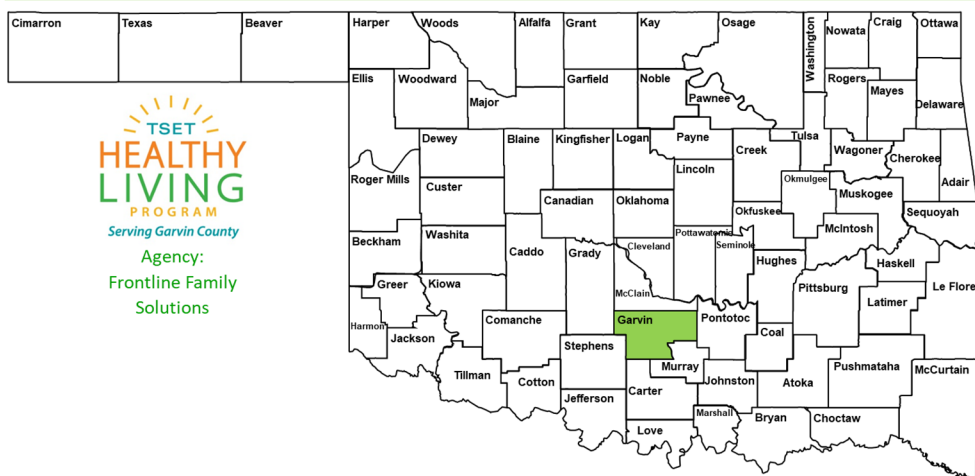 Cimarron
Texas
Beaver
Harper
Woods
Alfalfa
Grant
Kay
Osage
Washington
Nowata
Craig
Ottawa
Ellis
Woodward
Major
Garfield
Noble
Pawnee
Rogers
Mayes
Delaware
TSET
HEALTHY
LIVING
PROGRAM
Serving Garvin County
Agency:
Frontline Family
Solutions
Dewey
Blaine
Kingfisher
Logan
Payne
Creek
Tulsa
Wagoner
Cherokee
Adair
Roger Mills
Custer
Canadian
Oklahoma
Lincoln
Okmulgee
Muskogee
Sequoyah
Beckham
Washita
Caddo
Grady
Cleveland
Pottawatomie
Seminole
Okfuskee
McIntosh
Hughes
Haskell
Le Flore
Greer
Kiowa
McClain
Pittsburg
Latimer
Harmon
Jackson
Comanche
Stephens
Garvin
Pontotoc
Coal
Tillman
Cotton
Murray
Johnston
Atoka
Pushmataha
McCurtain
Jefferson
Carter
Love
Marshall
Bryan
Choctaw